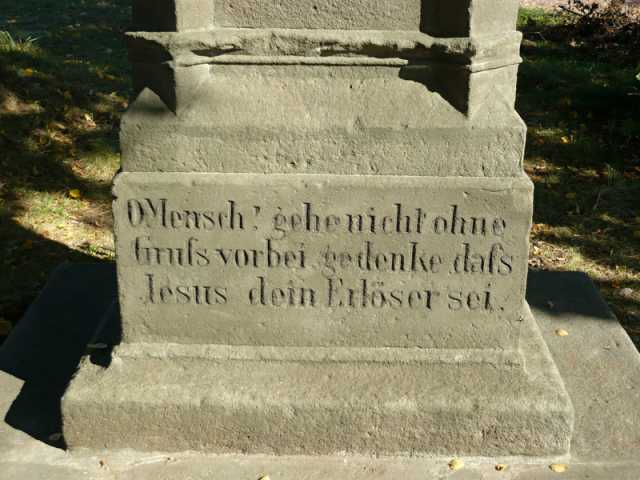 O Mensch! gehe nicht ohne
Gruſs vorbei. gedenke, daſs
Jesus dein Erlöser sei.